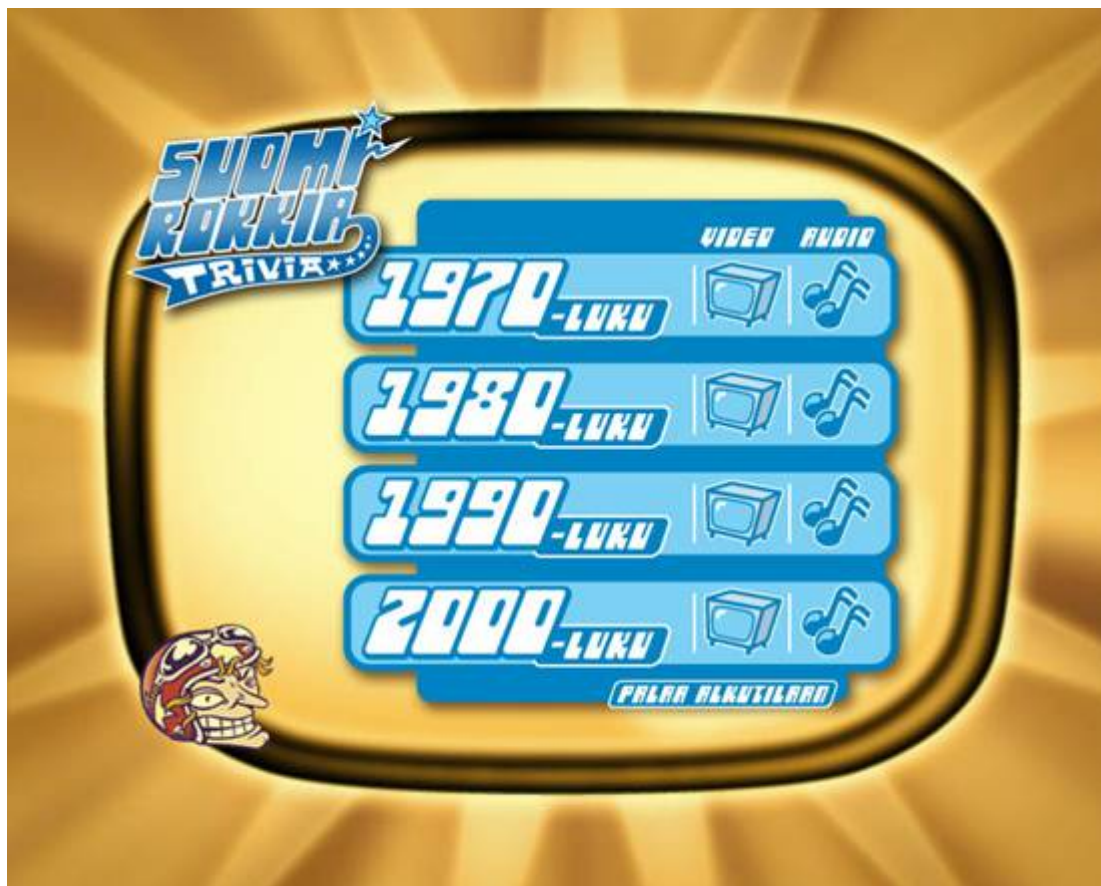 SUOMI
ROKKIA
TRIVIA
VIDEO AUDIO
1970-LUKU
1980-LUKU
1990-LUKU
2000-LUKU
PALAA ALKUTILAAN